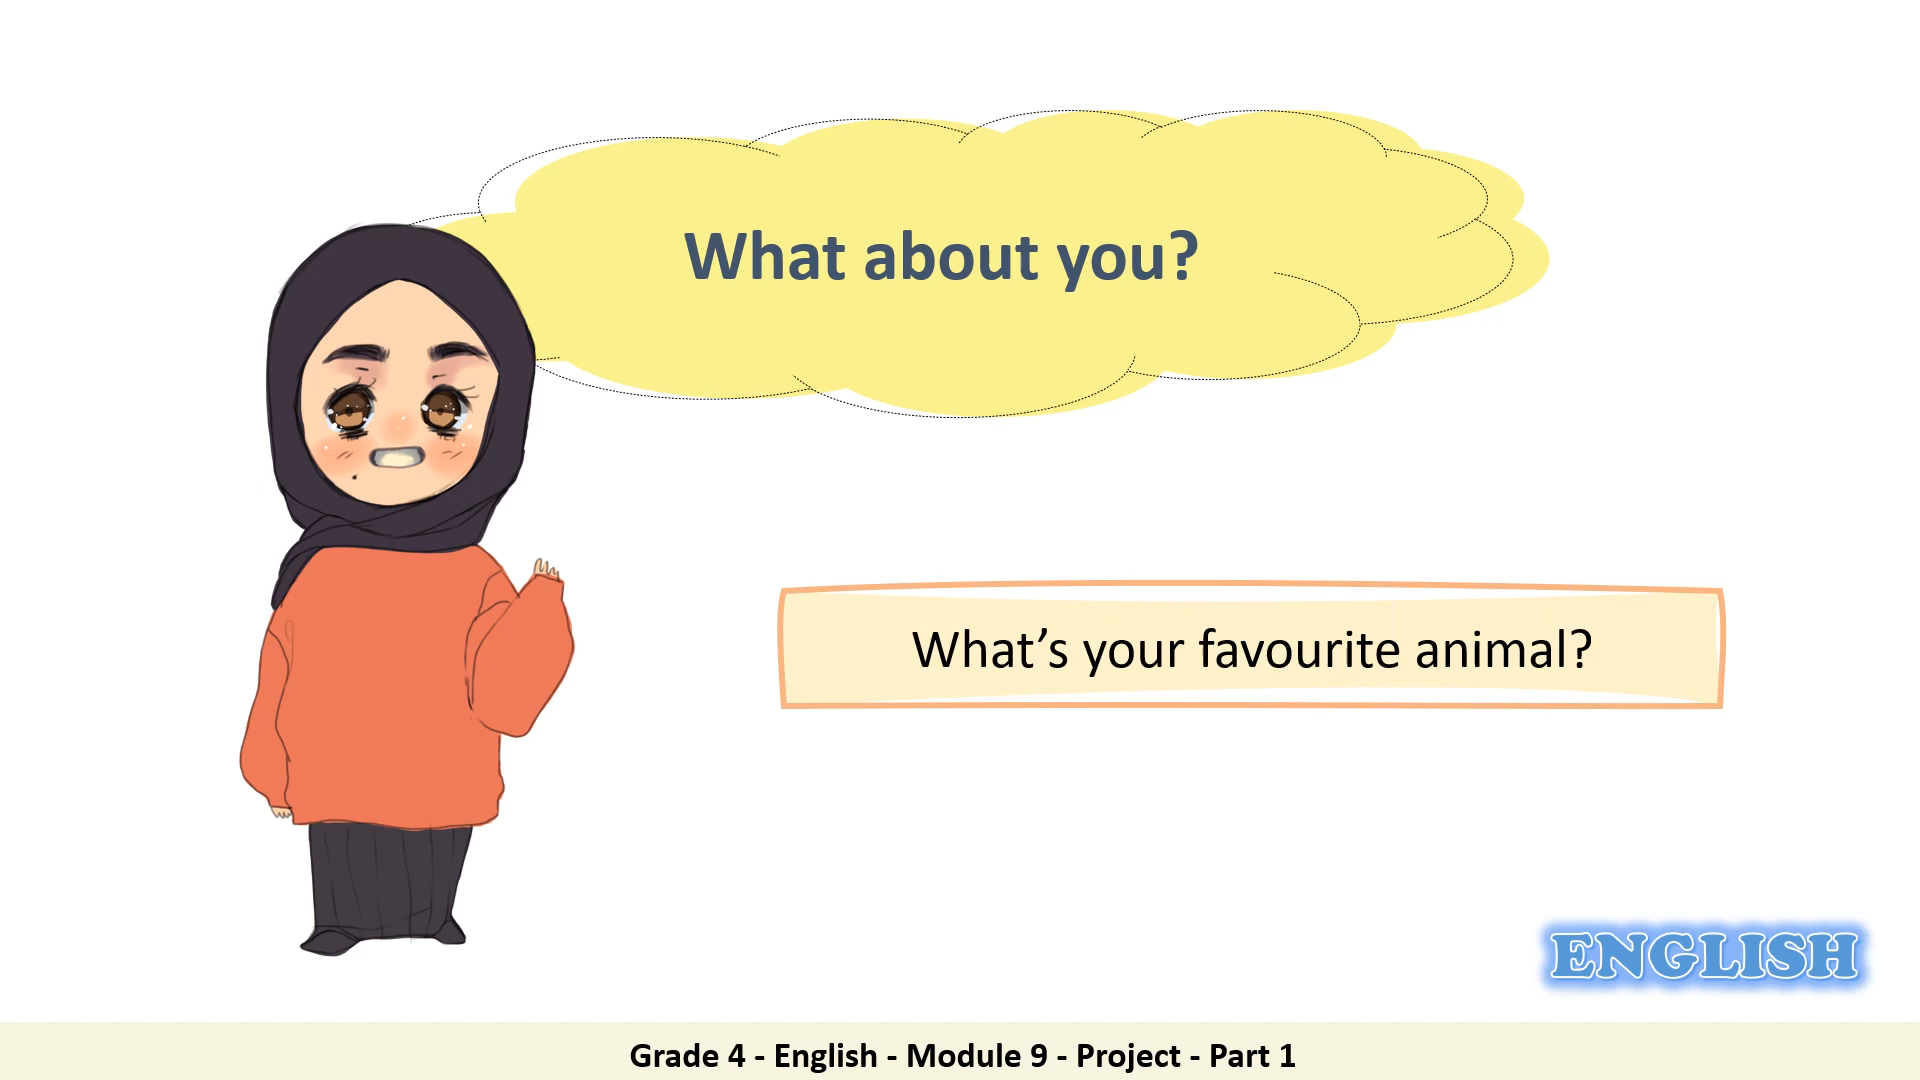 What about you?
What’s your favourite animal?
ENGLISH
Grade 4 - English - Module 9 - Project - Part 1